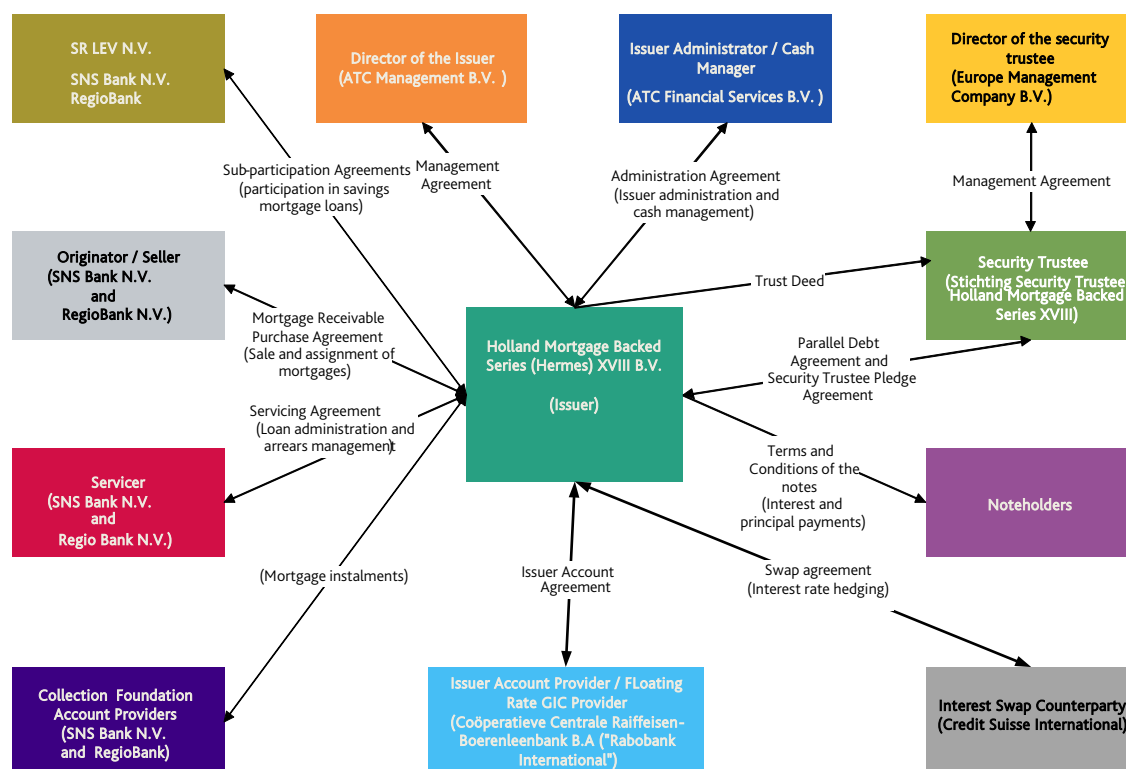 SR LEV N.V.
SNS Bank N.V.
RegioBank
Director of the Issuer
(ATC Management B.V. )
Issuer Administrator / Cash
Manager
(ATC Financial Services B.V. )
Director of the security
trustee
(Europe Management
Company B.V.)
Sub-participation Agreements
(participation in savings
mortgage loans)
Management
Agreement
Administration Agreement
(Issuer administration and
cash management)
Management Agreement
Originator / Seller
(SNS Bank N.V.
and
RegioBank N.V.)
Trust Deed
Security Trustee
(Stichting Security Trustee
Holland Mortgage Backed
Series XVIII)
Mortgage Receivable
Purchase Agreement
(Sale and assignment of
mortgages)
Holland Mortgage Backed
Series (Hermes) XVIII B.V.
(Issuer)
Parallel Debt
Agreement and
Security Trustee Pledge
Agreement
Servicing Agreement
(Loan administration and
arrears management)
Servicer
(SNS Bank N.V.
and
Regio Bank N.V.)
Terms and
Conditions of the
notes
(Interest and
principal payments)
Noteholders
(Mortgage instalments)
Issuer Account
Agreement
Swap agreement
(Interest rate hedging)
Collection Foundation
Account Providers
(SNS Bank N.V.
and RegioBank)
Issuer Account Provider / FLoating
Rate GIC Provider
(Coöperatieve Centrale Raiffeisen-
Boerenleenbank B.A ("Rabobank
International")
Interest Swap Counterparty
(Credit Suisse International)